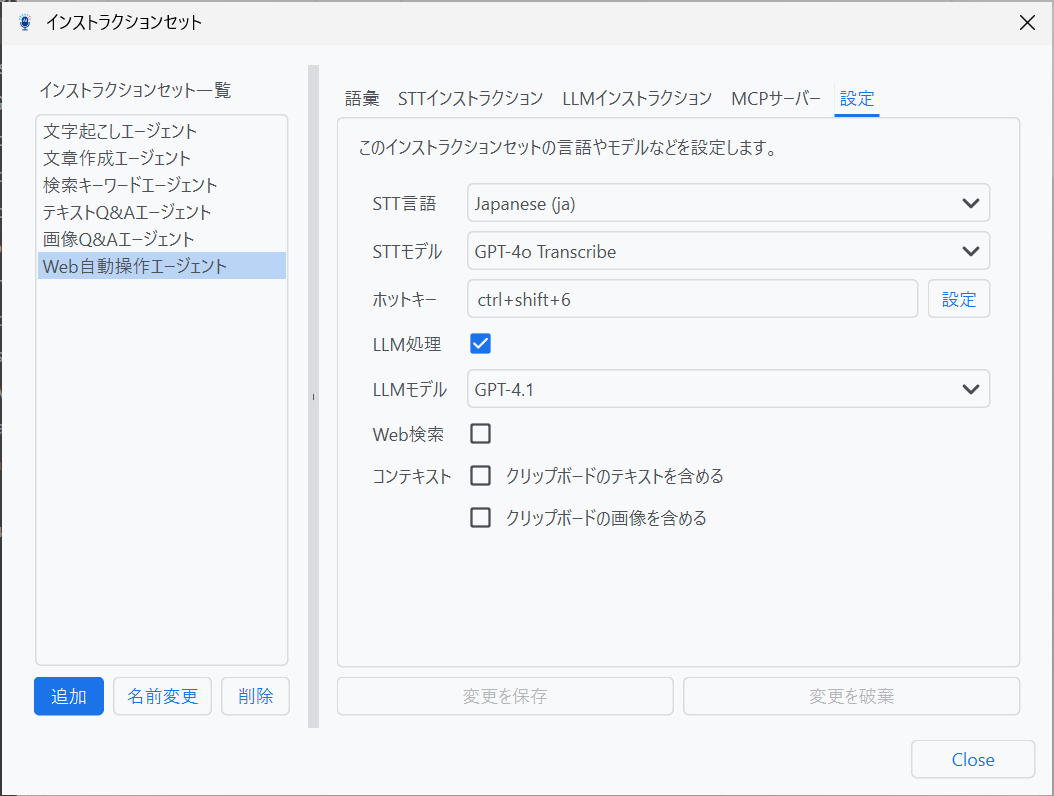 インストラクションセット
インストラクションセット一覧
文字起こしエージェント
文章作成エージェント
検索キーワードエージェント
テキストQ&Aエージェント
画像Q&Aエージェント
Web自動操作エージェント
追加 名前変更 削除
語彙 STTインストラクション LLMインストラクション MCPサーバー 設定
このインストラクションセットの言語やモデルなどを設定します。
STT言語 Japanese (ja)
STTモデル GPT-4o Transcribe
ホットキー ctrl+shift+6 設定
LLM処理
LLMモデル GPT-4.1
Web検索
コンテキスト クリップボードのテキストを含める
クリップボードの画像を含める
変更を保存 変更を破棄
Close